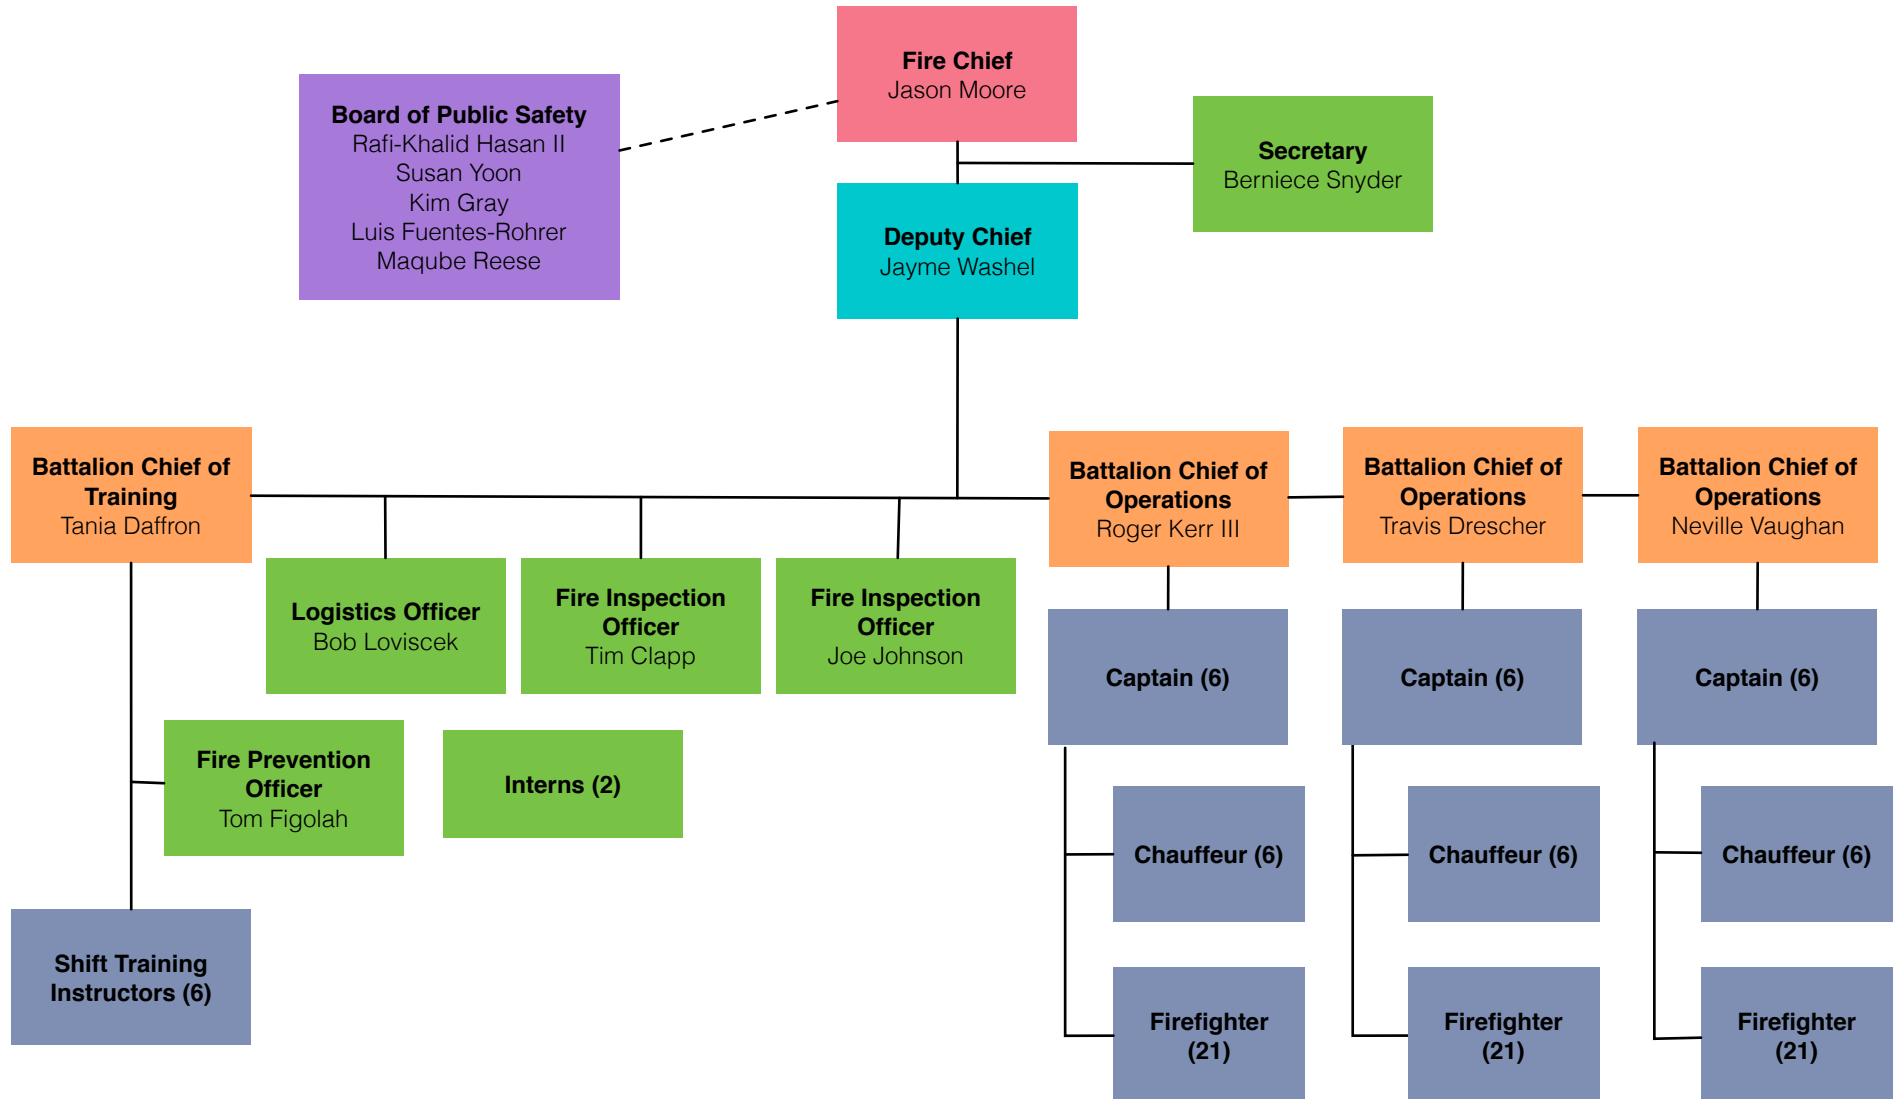 Fire Chief
Jason Moore
Board of Public Safety
Rafi-Khalid Hasan II
Susan Yoon
Kim Gray
Luis Fuentes-Rohrer
Maqube Reese
Secretary
Berniece Snyder
Deputy Chief
Jayme Washel
Battalion Chief of
Training
Tania Daffron
Battalion Chief of
Operations
Roger Kerr III
Battalion Chief of
Operations
Travis Drescher
Battalion Chief of
Operations
Neville Vaughan
Logistics Officer
Bob Loviscek
Fire Inspection
Officer
Tim Clapp
Fire Inspection
Officer
Joe Johnson
Captain (6)
Captain (6)
Captain (6)
Fire Prevention
Officer
Tom Figolah
Interns (2)
Chauffeur (6)
Chauffeur (6)
Chauffeur (6)
Shift Training
Instructors (6)
Firefighter
(21)
Firefighter
(21)
Firefighter
(21)